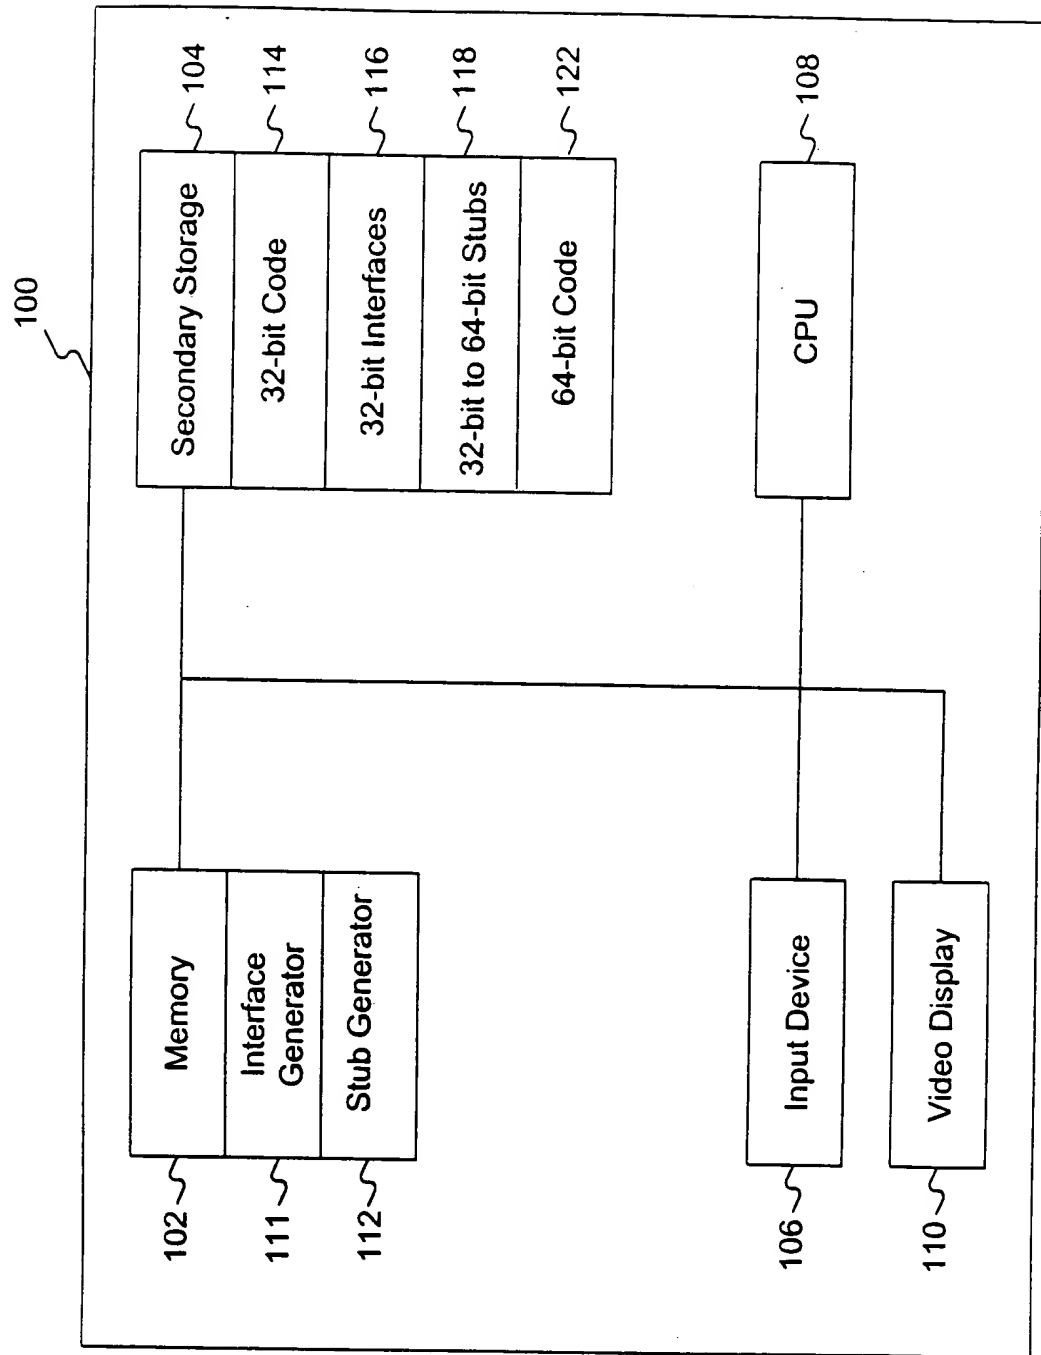 100
Memory
102
Interface
Generator
111
Stub Generator
112
Secondary Storage
104
32-bit Code
114
32-bit Interfaces
116
32-bit to 64-bit Stubs
118
64-bit Code
122
Input Device
106
Video Display
110
CPU
108